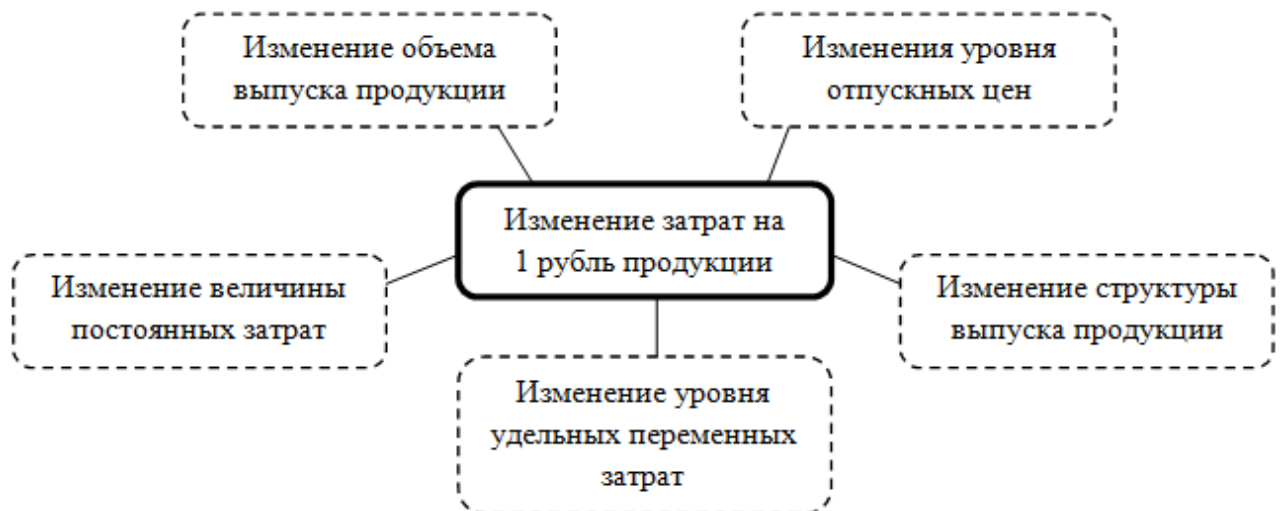 Изменение объема
выпуска продукции
Изменения уровня
отпускных цен
Изменение затрат на
1 рубль продукции
Изменение величины
постоянных затрат
Изменение структуры
выпуска продукции
Изменение уровня
удельных переменных
затрат